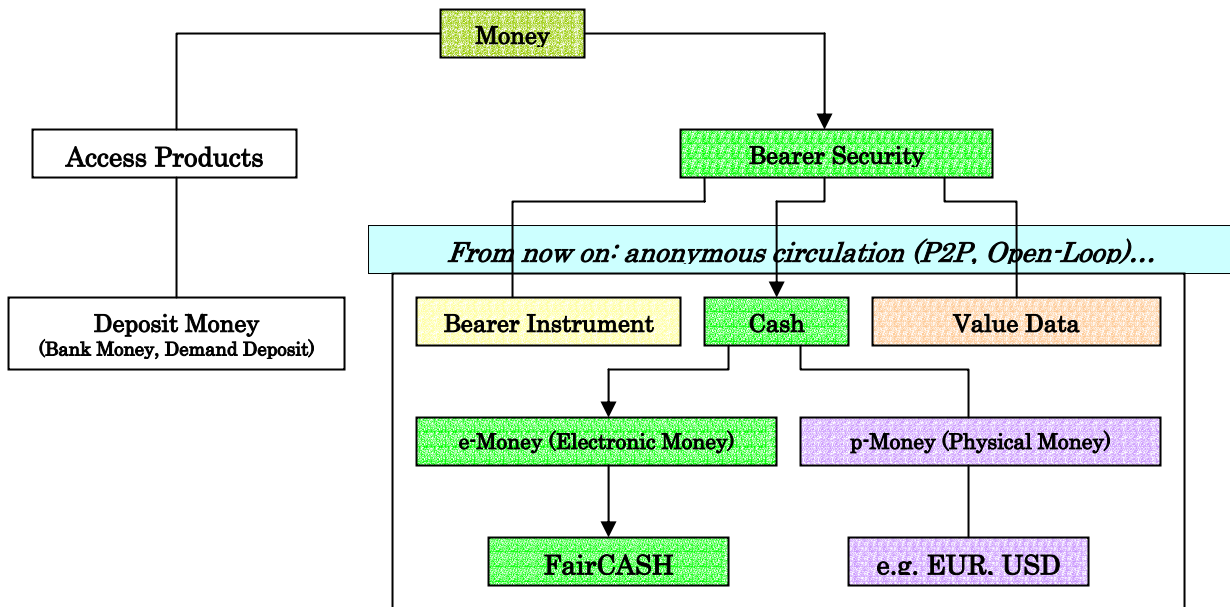 Money
Access Products
Bearer Security
From now on: anonymous circulation (P2P, Open-Loop)...
Deposit Money
(Bank Money, Demand Deposit)
Bearer Instrument
Cash
Value Data
e-Money (Electronic Money)
p-Money (Physical Money)
FairCASH
e.g. EUR, USD